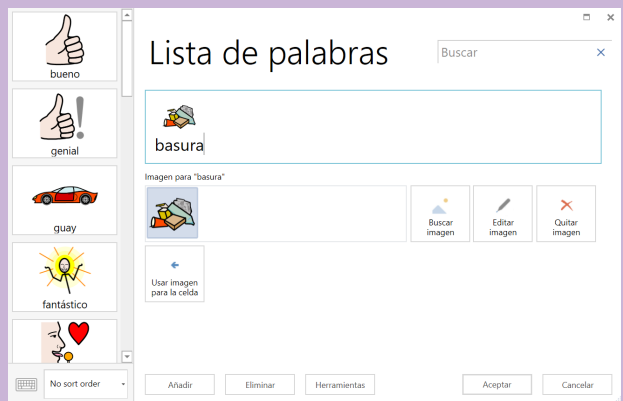 bueno
genial
guay
fantástico
No sort order
Lista de palabras
Buscar
basura
Imagen para "basura"
Buscar
imagen
Editar
imagen
Quitar
imagen
Usar imagen
para la celda
Añadir
Eliminar
Herramientas
Aceptar
Cancelar